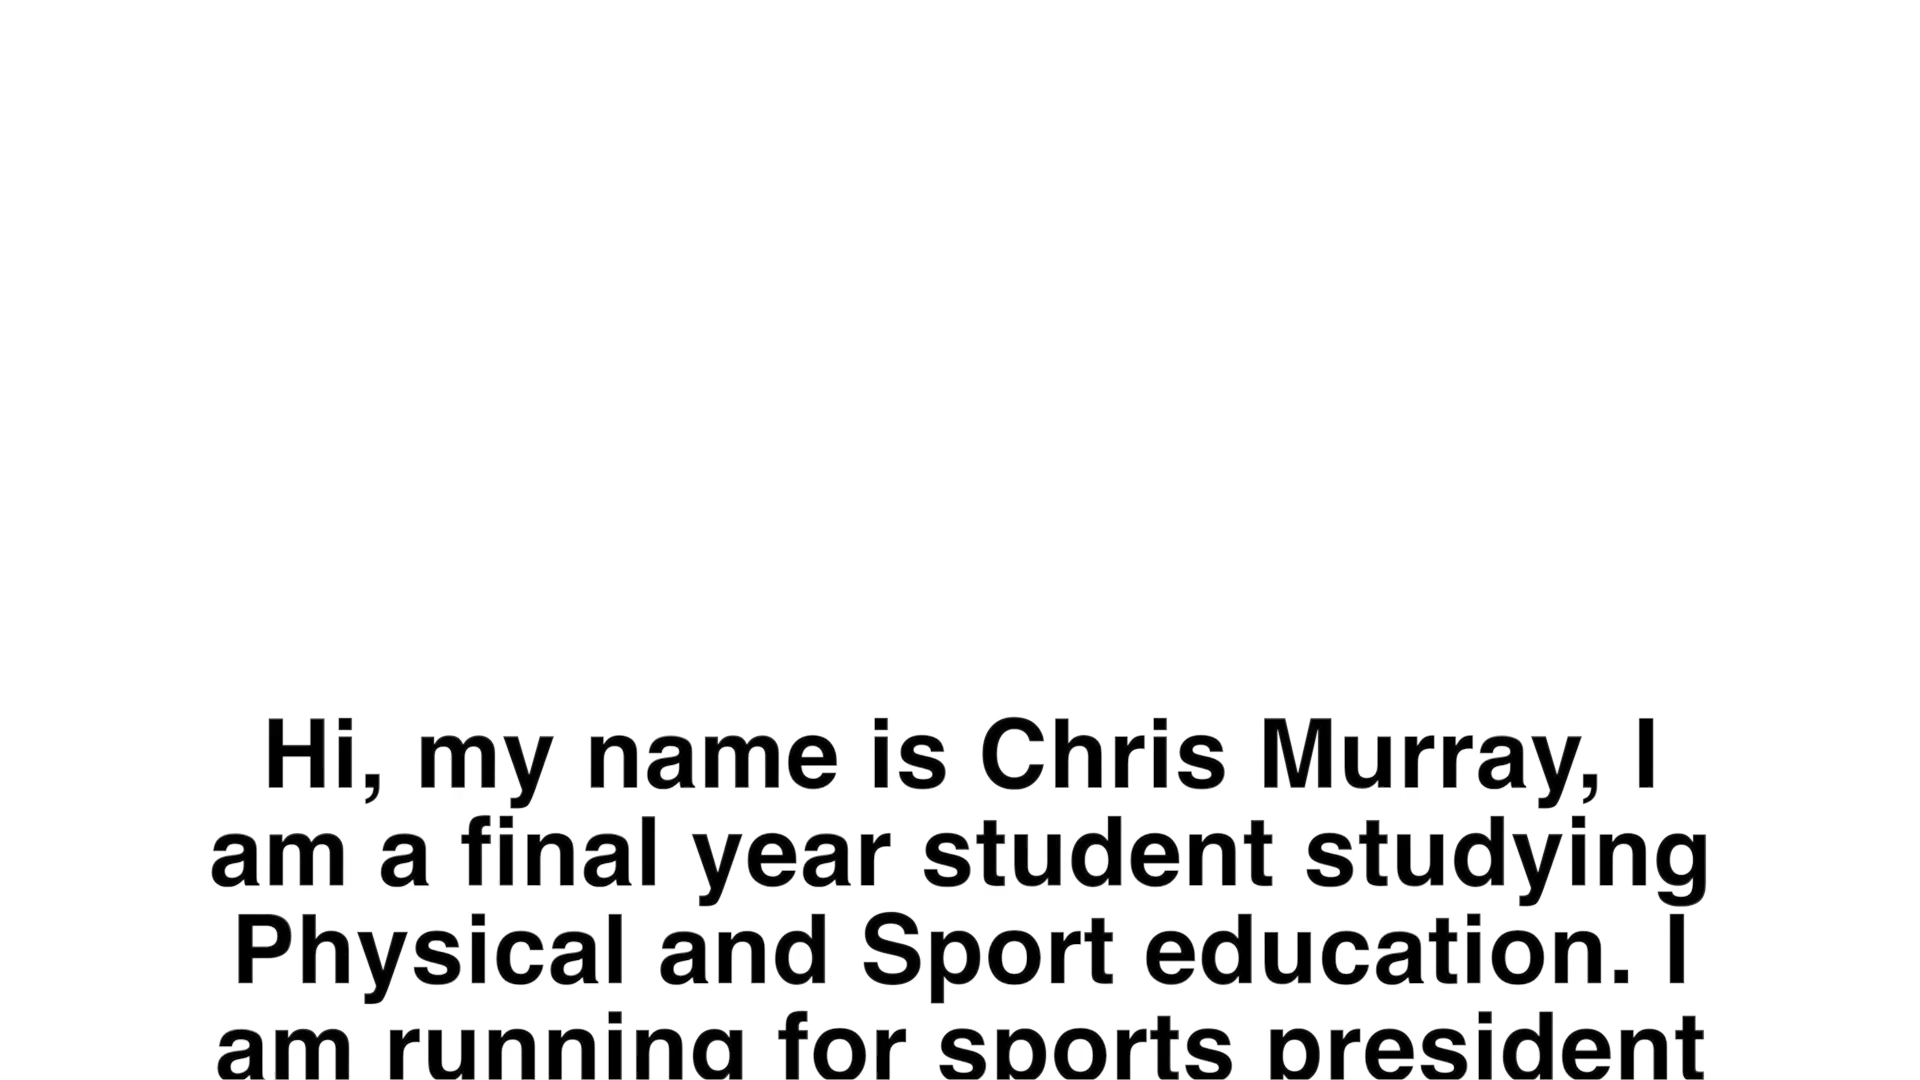 Hi, my name is Chris Murray, I
am a final year student studying
Physical and Sport education. I
am running for sports president